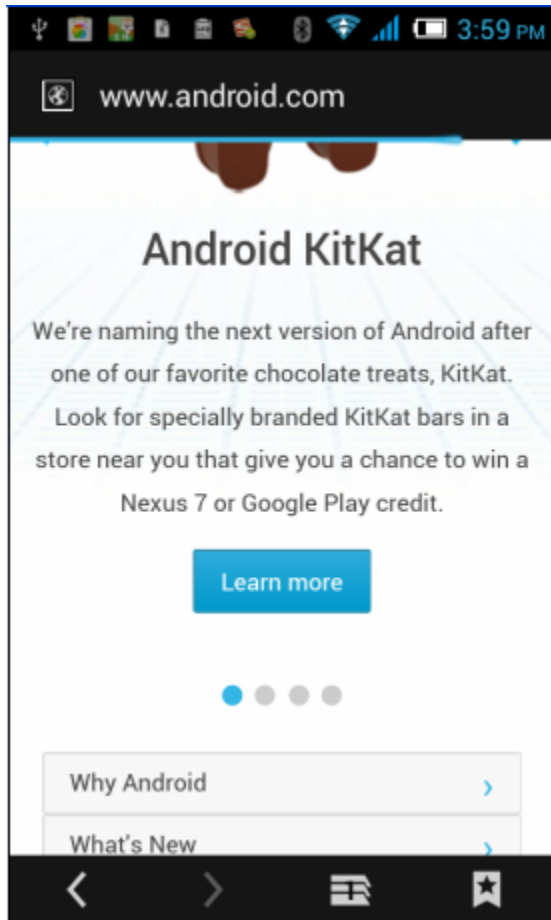 3:59 PM
www.android.com
Android KitKat
We're naming the next version of Android after
one of our favorite chocolate treats, KitKat.
Look for specially branded KitKat bars in a
store near you that give you a chance to win a
Nexus 7 or Google Play credit.
Learn more
Why Android
What's New